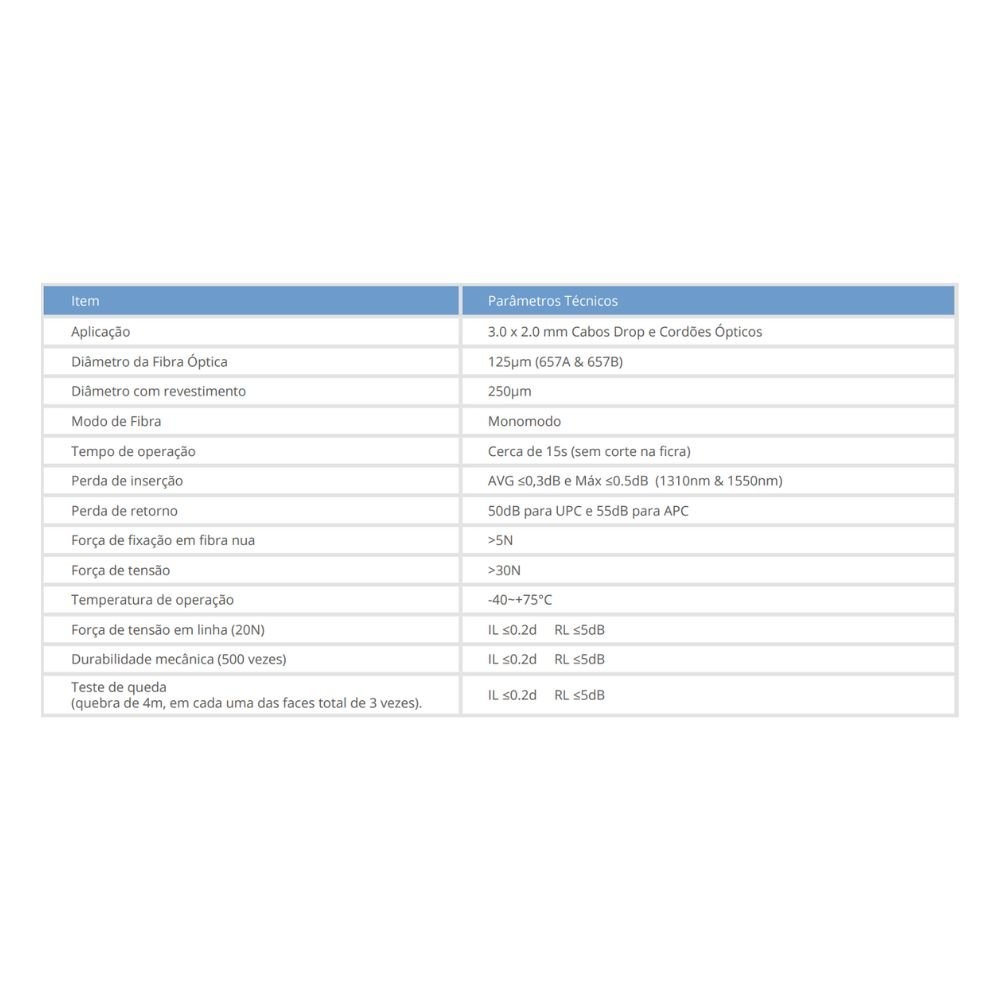 Item Parâmetros Técnicos
Aplicação 3.0 x 2.0 mm Cabos Drop e Cordões Ópticos
Diâmetro da Fibra Óptica 125µm (657A & 657B)
Diâmetro com revestimento 250µm
Modo de Fibra Monomodo
Tempo de operação Cerca de 15s (sem corte na ficra)
Perda de inserção AVG ≤0,3dB e Máx ≤0.5dB (1310nm & 1550nm)
Perda de retorno 50dB para UPC e 55dB para APC
Força de fixação em fibra nua >5N
Força de tensão >30N
Temperatura de operação -40~+75°C
Força de tensão em linha (20N) IL ≤0.2d RL ≤5dB
Durabilidade mecânica (500 vezes) IL ≤0.2d RL ≤5dB
Teste de queda
(quebra de 4m, em cada uma das faces total de 3 vezes). IL ≤0.2d RL ≤5dB